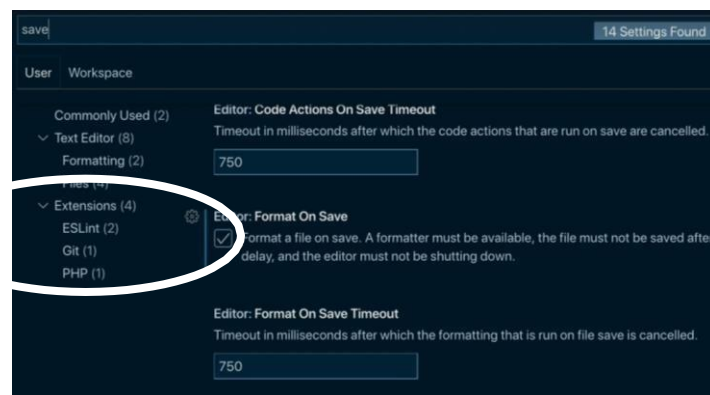 save
14 Settings Found
User Workspace
Commonly Used (2)
Text Editor (8)
Formatting (2)
Files (4)
Extensions (4)
ESLint (2)
Git (1)
PHP (1)
Editor: Code Actions On Save Timeout
Timeout in milliseconds after which the code actions that are run on save are cancelled.
750
Editor: Format On Save
Format a file on save. A formatter must be available, the file must not be saved afte
delay, and the editor must not be shutting down.
Editor: Format On Save Timeout
Timeout in milliseconds after which the formatting that is run on file save is cancelled.
750